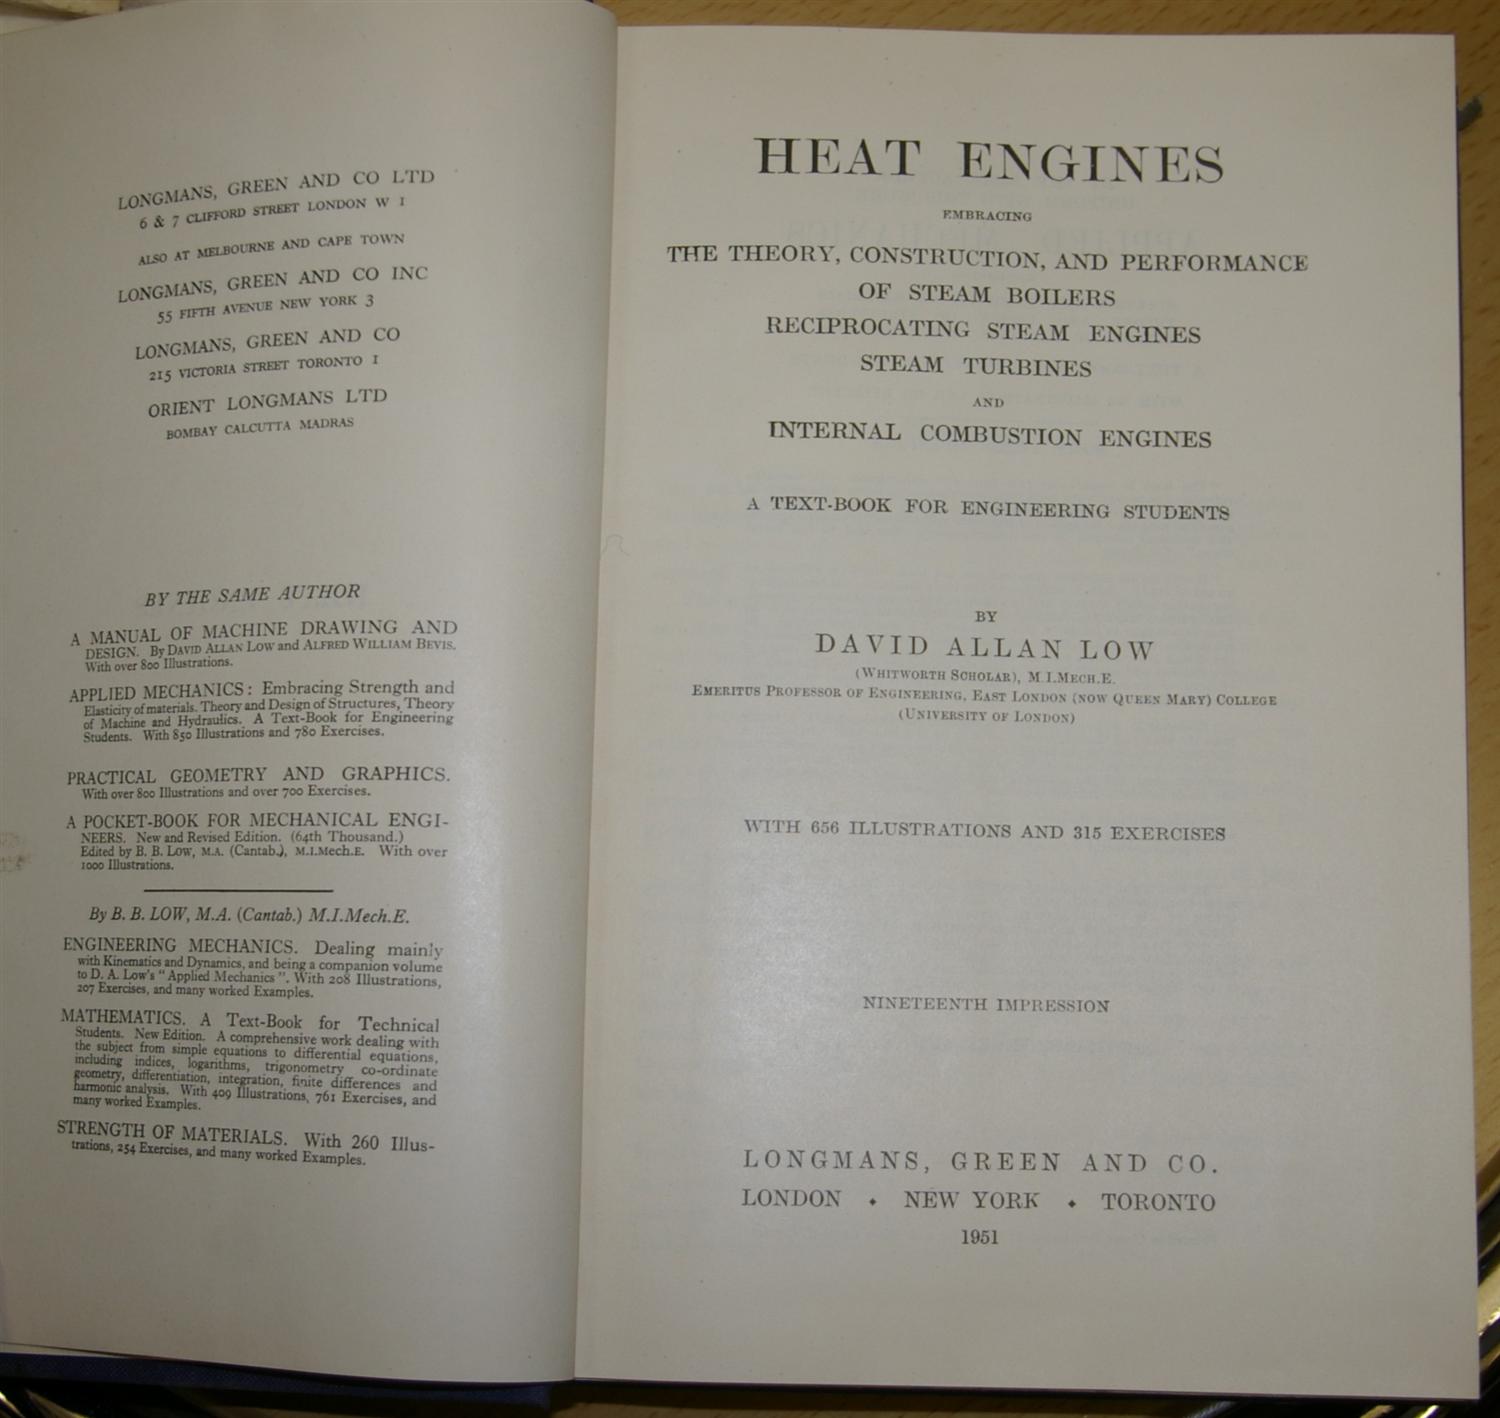 LONGMANS, GREEN AND CO LTD
6 & 7 CLIFFORD STREET LONDON W 1
ALSO AT MELBOURNE AND CAPE TOWN
LONGMANS, GREEN AND CO INC
55 FIFTH AVENUE NEW YORK 3
LONGMANS, GREEN AND CO
215 VICTORIA STREET TORONTO 1
ORIENT LONGMANS LTD
BOMBAY CALCUTTA MADRAS
BY THE SAME AUTHOR
A MANUAL OF MACHINE DRAWING AND
DESIGN. By DAVID ALLAN LOW and ALFRED WILLIAM BEVIS.
With over 800 Illustrations.
APPLIED MECHANICS: Embracing Strength and
Elasticity of materials, Theory and Design of Structures, Theory
of Machine and Hydraulics. A Text-Book for Engineering
Students. With 850 Illustrations and 780 Exercises.
PRACTICAL GEOMETRY AND GRAPHICS.
With over 800 Illustrations and over 700 Exercises.
A POCKET-BOOK FOR MECHANICAL ENGI-
NEERS. New and Revised Edition. (64th Thousand.)
Edited by B. B. LOW, M.A. (Cantab.), M.I.Mech.E. With over
1000 Illustrations.
By B. B. LOW, M.A. (Cantab.) M.I.Mech.E.
ENGINEERING MECHANICS. Dealing mainly
with Kinematics and Dynamics, and being a companion volume
to D. A. Low's "Applied Mechanics". With 208 Illustrations,
207 Exercises, and many worked Examples.
MATHEMATICS. A Text-Book for Technical
Students. New Edition. A comprehensive work dealing with
the subject from simple equations to differential equations,
including indices, logarithms, trigonometry co-ordinate
geometry, differentiation, integration, finite differences and
harmonic analysis. With 409 Illustrations, 761 Exercises, and
many worked Examples.
STRENGTH OF MATERIALS. With 260 Illus-
trations, 254 Exercises, and many worked Examples.
HEAT ENGINES
EMBRACING
THE THEORY, CONSTRUCTION, AND PERFORMANCE
OF STEAM BOILERS
RECIPROCATING STEAM ENGINES
STEAM TURBINES
AND
INTERNAL COMBUSTION ENGINES
A TEXT-BOOK FOR ENGINEERING STUDENTS
BY
DAVID ALLAN LOW
(WHITWORTH SCHOLAR), M.I.MECH.E.
EMERITUS PROFESSOR OF ENGINEERING, EAST LONDON (NOW QUEEN MARY) COLLEGE
(UNIVERSITY OF LONDON)
WITH 656 ILLUSTRATIONS AND 315 EXERCISES
NINETEENTH IMPRESSION
LONGMANS, GREEN AND CO.
LONDON ⬩ NEW YORK ⬩ TORONTO
1951